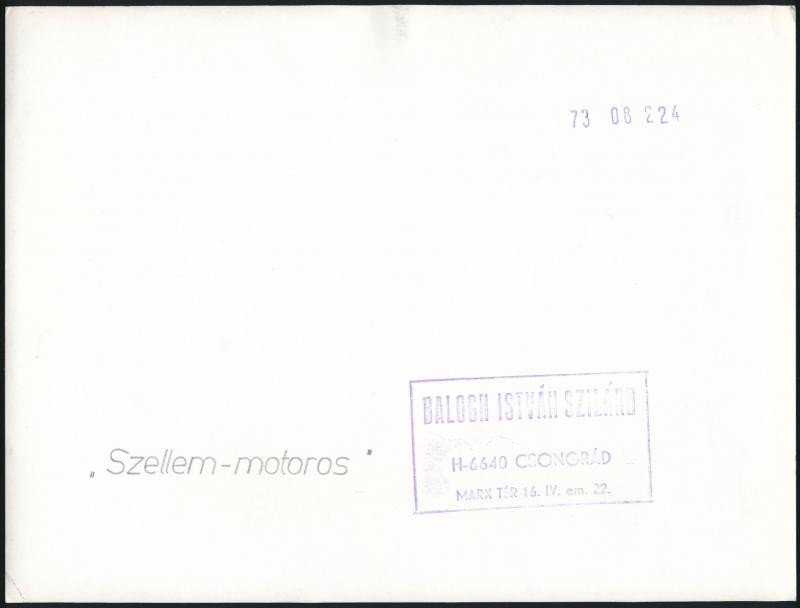 73 08 224
BALOGH ISTVÁN SZILÁRD
H-6640 CSONGRÁD
MARX TÉR 16. IV. em. 22.
„Szellem-motoros"